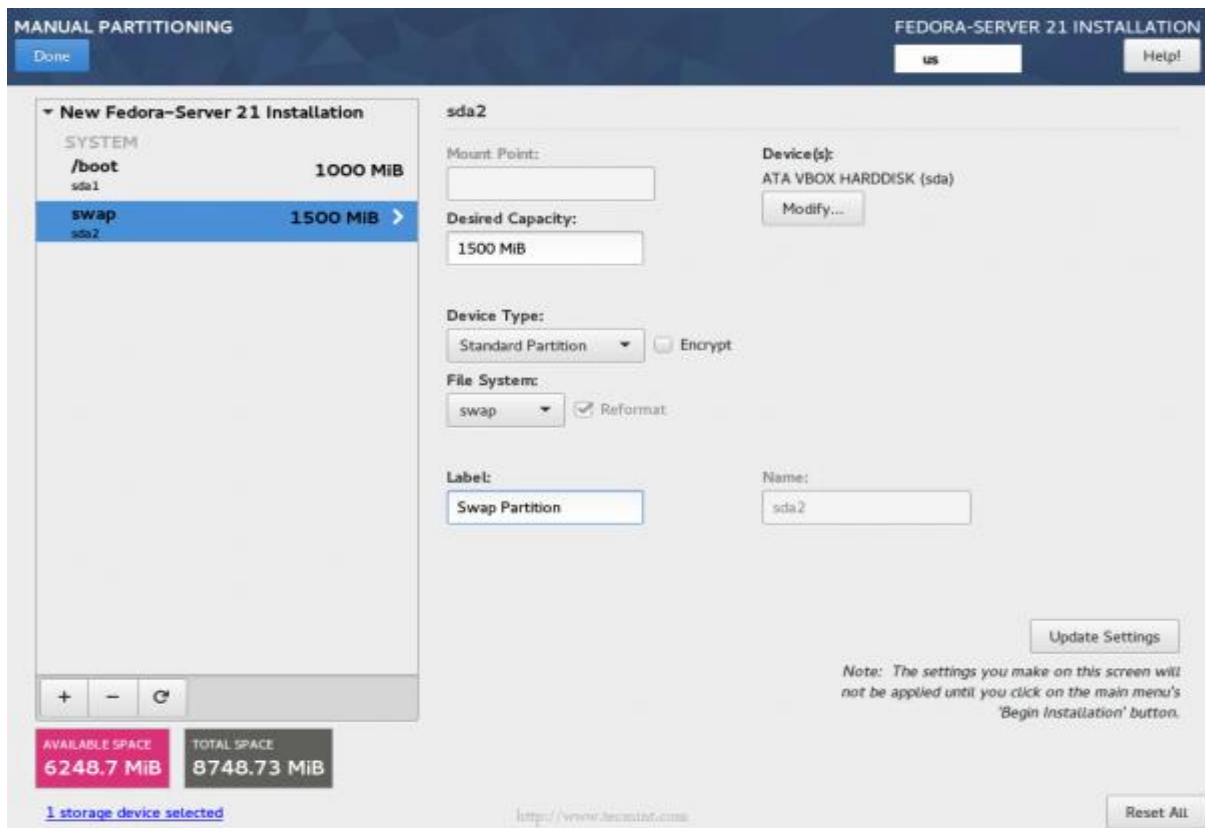 MANUAL PARTITIONING
FEDORA-SERVER 21 INSTALLATION
Done
us
Help!
New Fedora-Server 21 Installation
SYSTEM
/boot
1000 MiB
sda1
swap
1500 MiB
sda2
sda2
Mount Point:
Device(s):
ATA VBOX HARDDISK (sda)
Modify...
Desired Capacity:
1500 MiB
Device Type:
Standard Partition
Encrypt
File System:
swap
Reformat
Label:
Name:
Swap Partition
sda2
Update Settings
Note: The settings you make on this screen will
not be applied until you click on the main menu's
'Begin Installation' button.
+ -
AVAILABLE SPACE
6248.7 MiB
TOTAL SPACE
8748.73 MiB
1 storage device selected
http://www.tecmint.com
Reset All